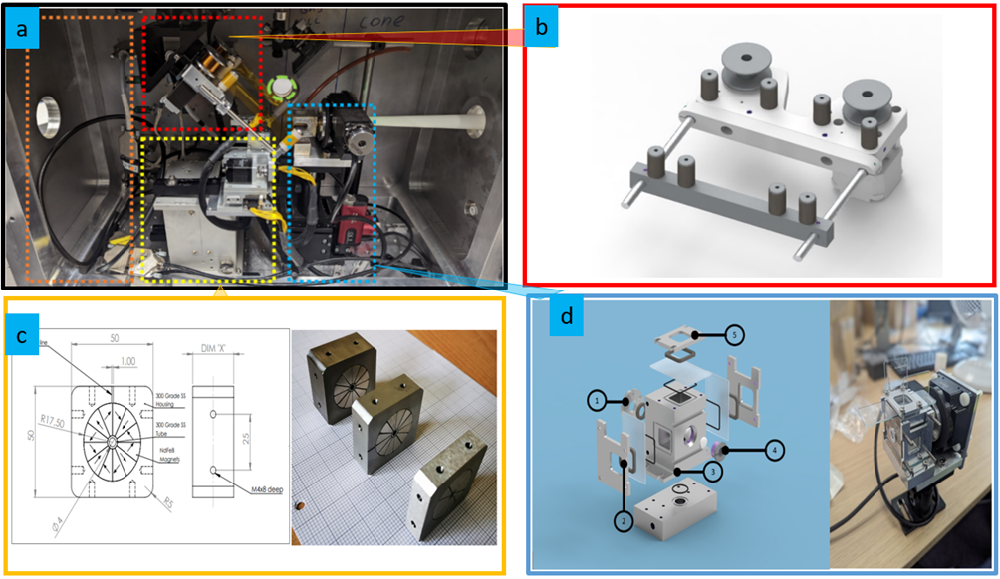 a
cone
b
c
50
1.00
DIM 'X'
300 Grade SS
Housing
R17.50
300 Grade SS
Tube
NdFeB
Magnets
50
25
M4x8 deep
R5
Ø 4
d
1
2
3
4
5